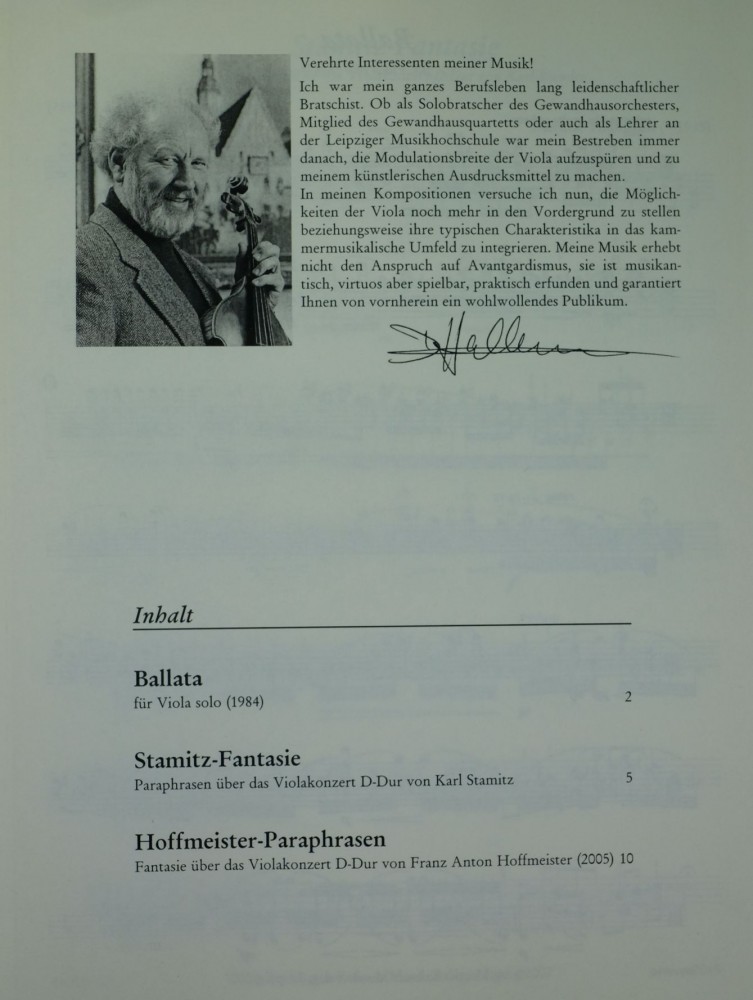 Verehrte Interessenten meiner Musik!
Ich war mein ganzes Berufsleben lang leidenschaftlicher
Bratschist. Ob als Solobratscher des Gewandhausorchesters,
Mitglied des Gewandhausquartetts oder auch als Lehrer an
der Leipziger Musikhochschule war mein Bestreben immer
danach, die Modulationsbreite der Viola aufzuspüren und zu
meinem künstlerischen Ausdrucksmittel zu machen.
In meinen Kompositionen versuche ich nun, die Möglich-
keiten der Viola noch mehr in den Vordergrund zu stellen
beziehungsweise ihre typischen Charakteristika in das kam-
mermusikalische Umfeld zu integrieren. Meine Musik erhebt
nicht den Anspruch auf Avantgardismus, sie ist musikan-
tisch, virtuos aber spielbar, praktisch erfunden und garantiert
Ihnen von vornherein ein wohlwollendes Publikum.
Inhalt
Ballata
für Viola solo (1984) 2
Stamitz-Fantasie
Paraphrasen über das Violakonzert D-Dur von Karl Stamitz 5
Hoffmeister-Paraphrasen
Fantasie über das Violakonzert D-Dur von Franz Anton Hoffmeister (2005) 10